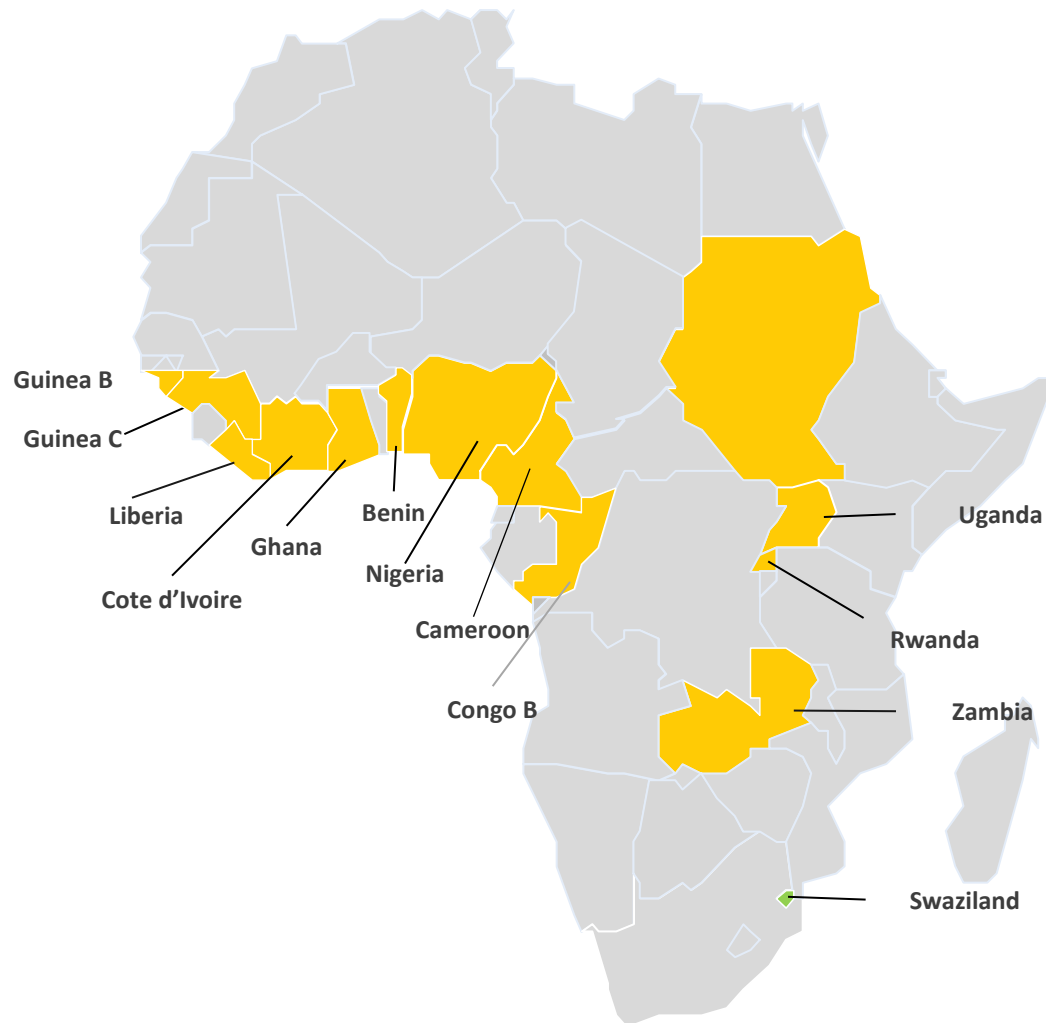 Guinea B
Guinea C
Liberia
Cote d’Ivoire
Ghana
Benin
Nigeria
Cameroon
Congo B
Uganda
Rwanda
Zambia
Swaziland